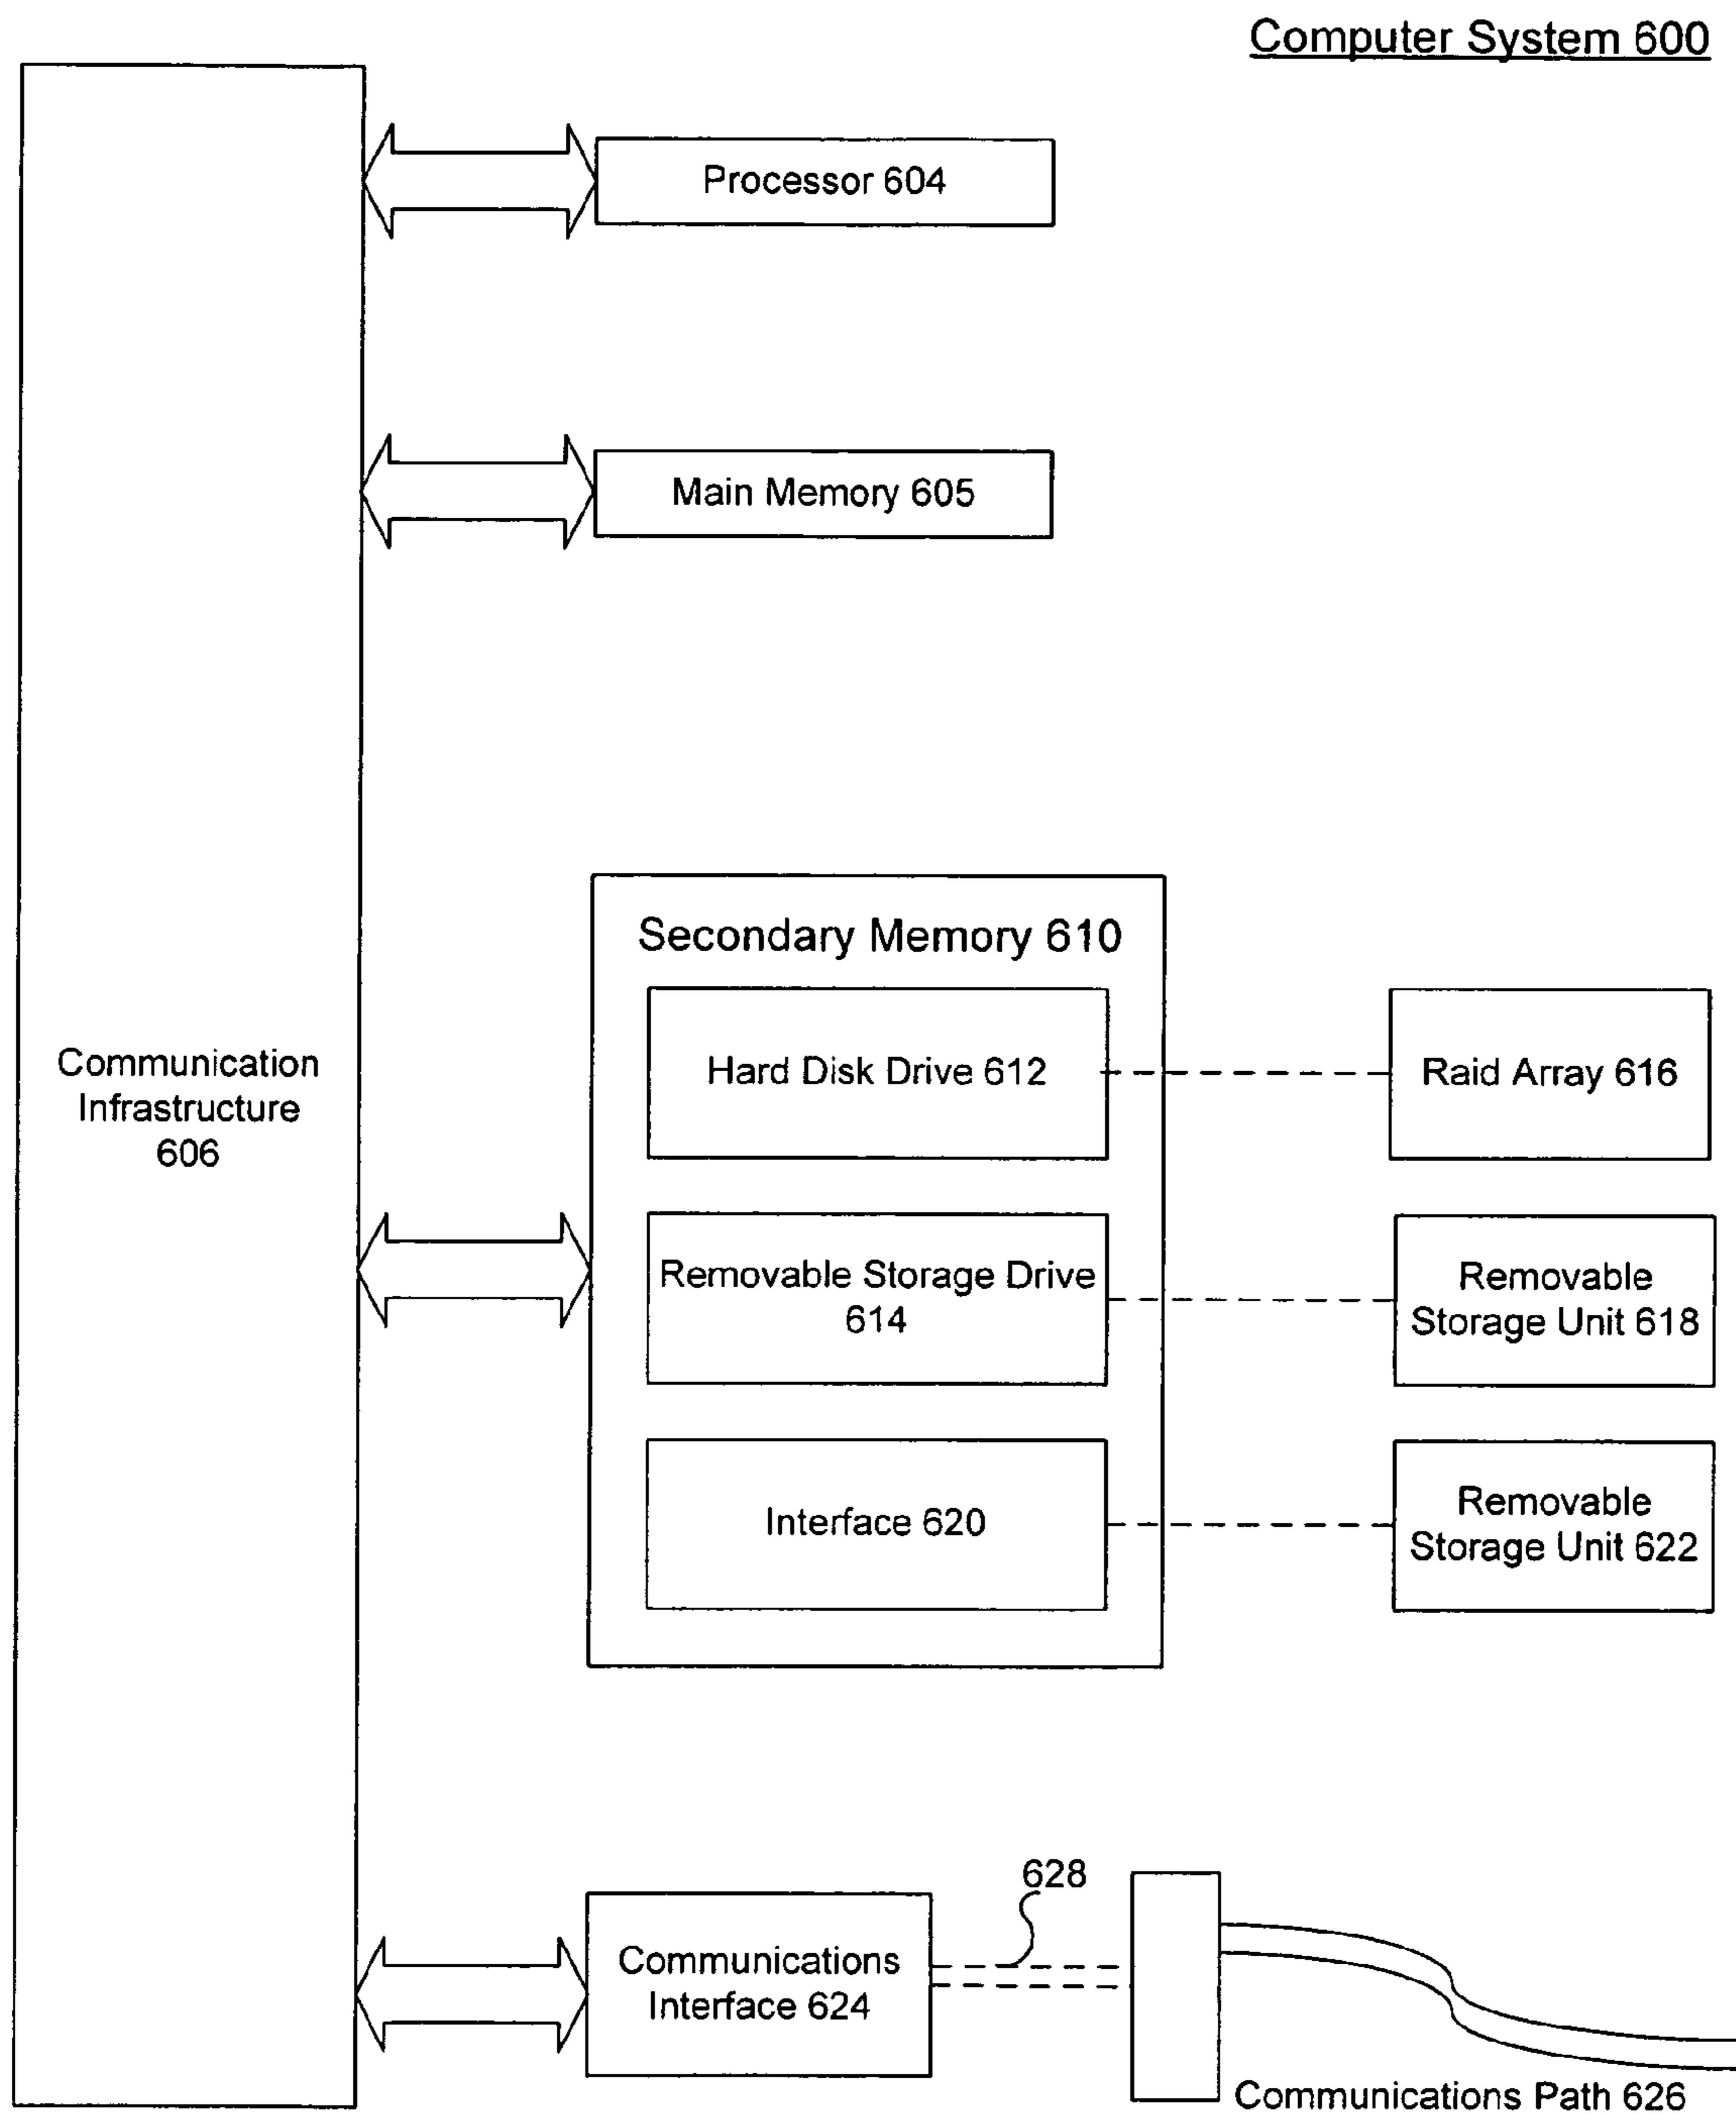 Computer System 600
Processor 604
Main Memory 605
Communication
Infrastructure
606
Secondary Memory 610
Hard Disk Drive 612
Raid Array 616
Removable Storage Drive
614
Removable
Storage Unit 618
Interface 620
Removable
Storage Unit 622
628
Communications
Interface 624
Communications Path 626